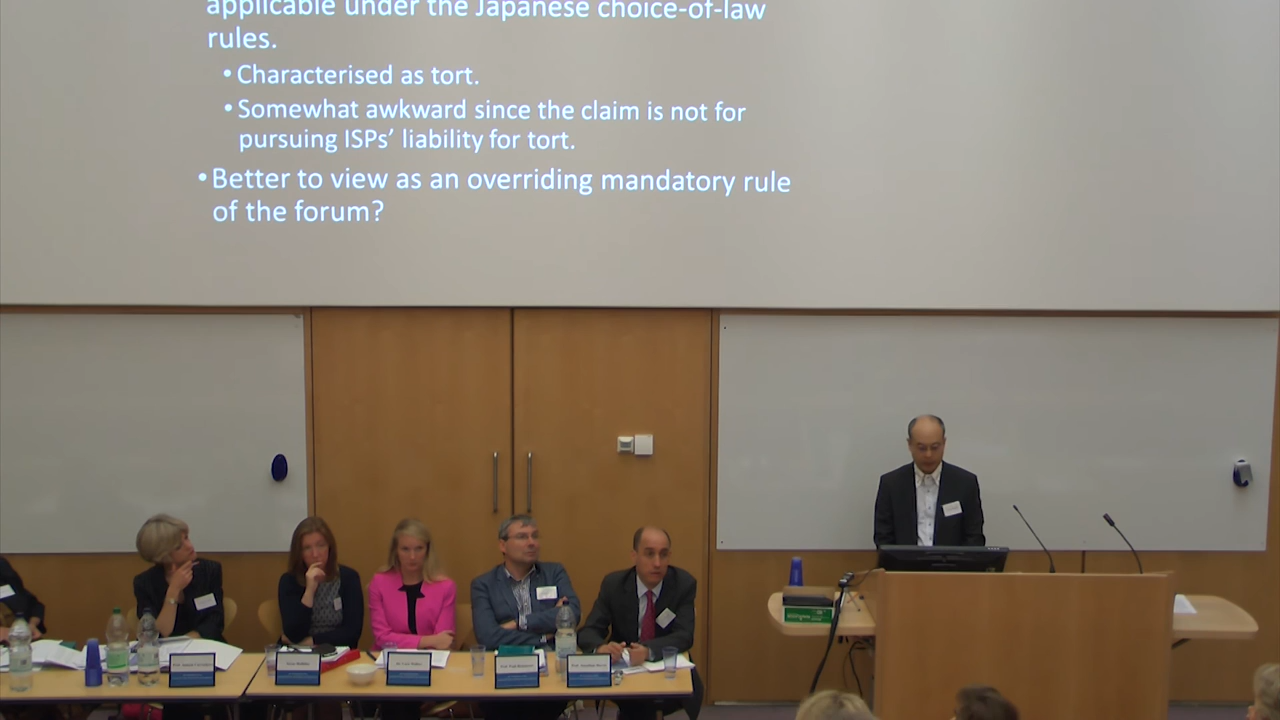 applicable under the Japanese choice-of-law
rules.
• Characterised as tort.
• Somewhat awkward since the claim is not for
pursuing ISPs' liability for tort.
• Better to view as an overriding mandatory rule
of the forum?